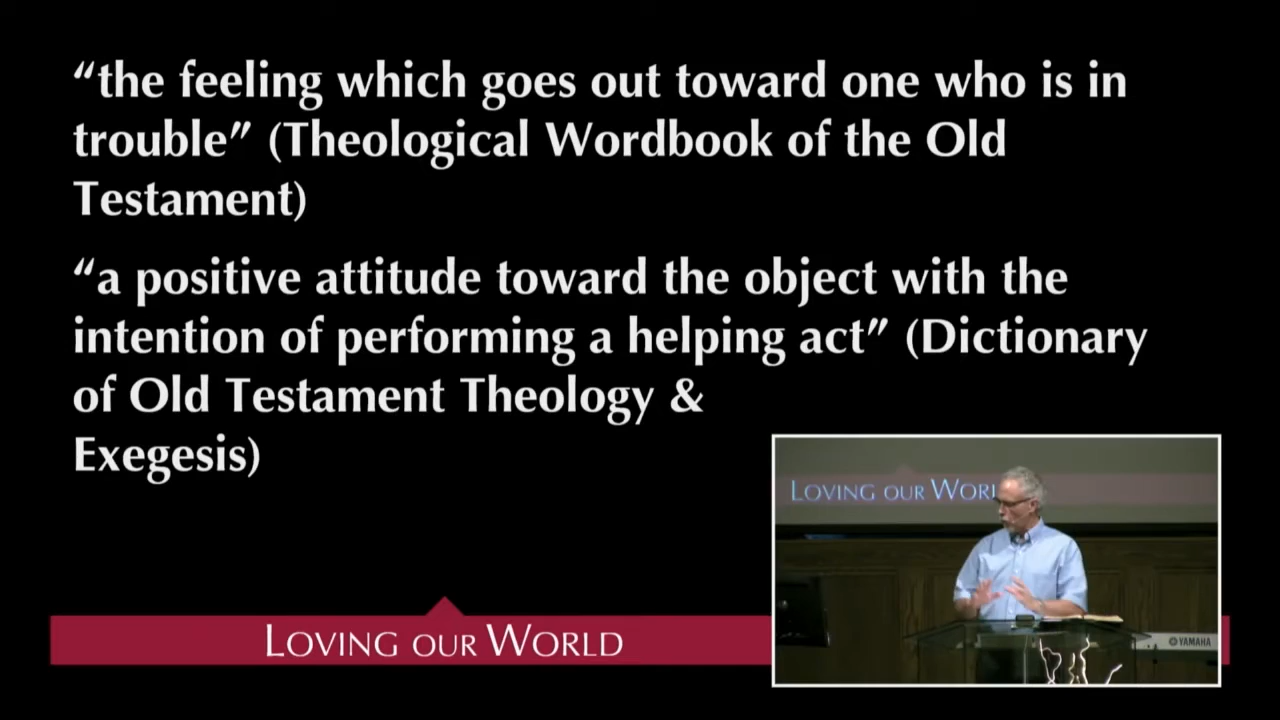 “the feeling which goes out toward one who is in
trouble” (Theological Wordbook of the Old
Testament)
“a positive attitude toward the object with the
intention of performing a helping act” (Dictionary
of Old Testament Theology &
Exegesis)
LOVING OUR WORL
LOVING OUR WORLD
YAMAHA